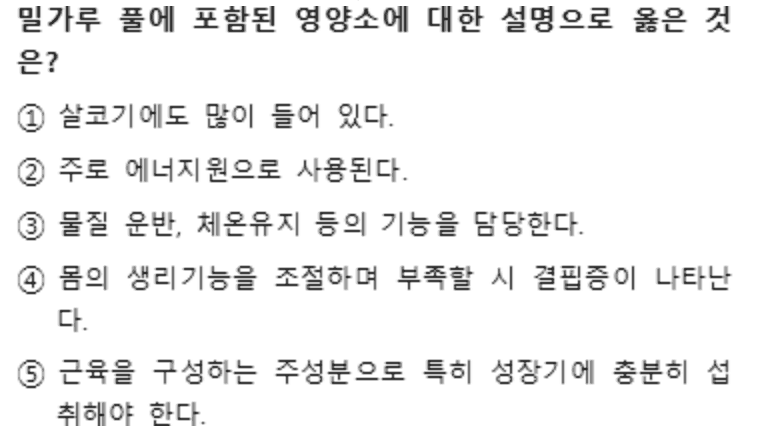 밀가루 풀에 포함된 영양소에 대한 설명으로 옳은 것
은?
① 살코기에도 많이 들어 있다.
② 주로 에너지원으로 사용된다.
③ 물질 운반, 체온유지 등의 기능을 담당한다.
④ 몸의 생리기능을 조절하며 부족할 시 결핍증이 나타난
다.
⑤ 근육을 구성하는 주성분으로 특히 성장기에 충분히 섭
취해야 한다.